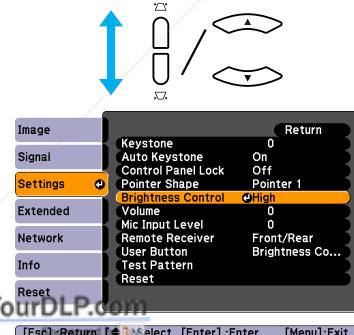 Return
Image
Signal
Settings
Extended
Network
Info
Reset
Keystone 0
Auto Keystone On
Control Panel Lock Off
Pointer Shape Pointer 1
Brightness Control High
Volume 0
Mic Input Level 0
Remote Receiver Front/Rear
User Button Brightness Co...
Test Pattern
Reset
ourDLP.com
[Esc]:Return [ ]:Select [Enter]:Enter [Menu]:Exit